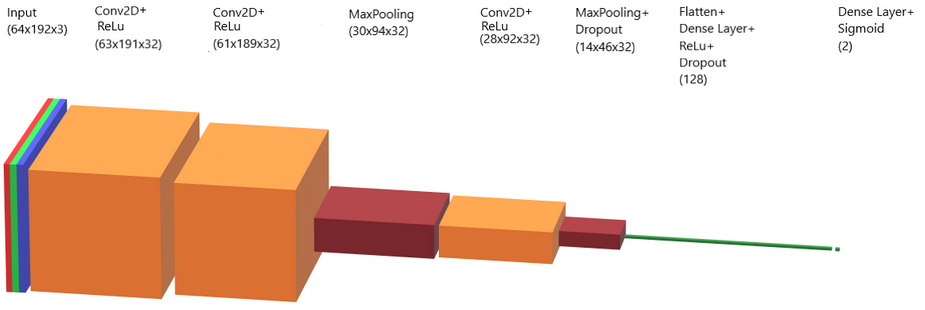 Input
(64x192x3)
Conv2D+
ReLu
(63x191x32)
Conv2D+
ReLu
(61x189x32)
MaxPooling
(30x94x32)
Conv2D+
ReLu
(28x92x32)
MaxPooling+
Dropout
(14x46x32)
Flatten+
Dense Layer+
ReLu+
Dropout
(128)
Dense Layer+
Sigmoid
(2)